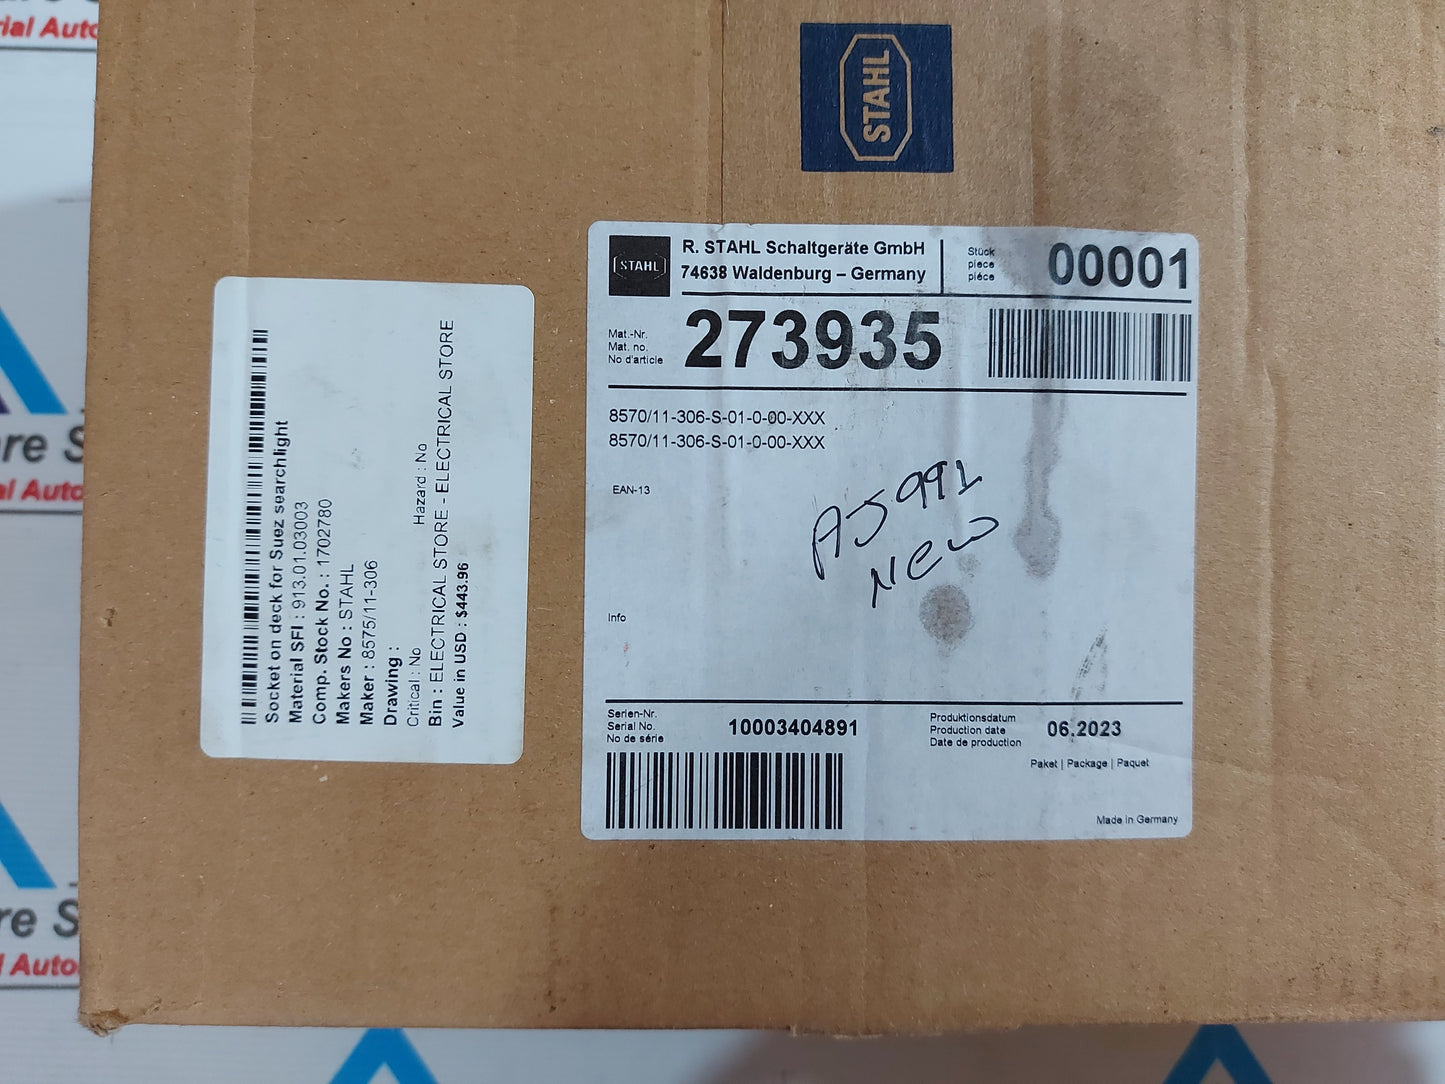 STAHL
STAHL
R. STAHL Schaltgeräte GmbH
74638 Waldenburg – Germany
Stück
piece
pièce
00001
Mat.-Nr.
Mat. no.
No d'article
273935
8570/11-306-S-01-0-00-XXX
8570/11-306-S-01-0-00-XXX
EAN-13
AJ991
NEW
Info
Serien-Nr.
Serial No.
No de série
10003404891
Produktionsdatum
Production date
Date de production
06.2023
Paket | Package | Paquet
Made in Germany
Socket on deck for Suez searchlight
Material SFI : 913.01.03003
Comp. Stock No. : 1702780
Makers No : STAHL
Maker : 8575/11-306
Drawing :
Critical : No Hazard : No
Bin : ELECTRICAL STORE - ELECTRICAL STORE
Value in USD : $443.96